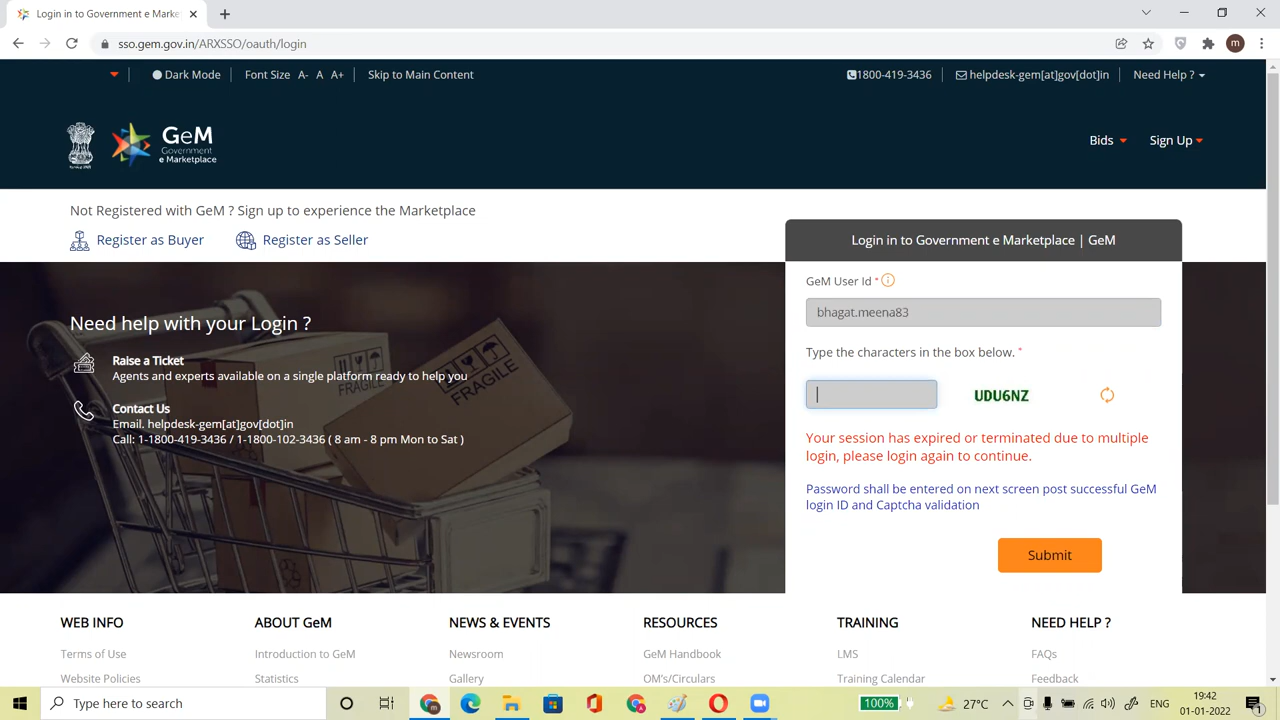 Login in to Government e Marke
sso.gem.gov.in/ARXSSO/oauth/login
m
Dark Mode
Font Size A- A A+
Skip to Main Content
1800-419-3436
helpdesk-gem[at]gov[dot]in
Need Help ?
GeM
Government
e Marketplace
Bids
Sign Up
Not Registered with GeM ? Sign up to experience the Marketplace
Register as Buyer
Register as Seller
Login in to Government e Marketplace | GeM
GeM User Id *
bhagat.meena83
Type the characters in the box below. *
UDU6NZ
Your session has expired or terminated due to multiple
login, please login again to continue.
Password shall be entered on next screen post successful GeM
login ID and Captcha validation
Submit
Need help with your Login ?
Raise a Ticket
Agents and experts available on a single platform ready to help you
Contact Us
Email. helpdesk-gem[at]gov[dot]in
Call: 1-1800-419-3436 / 1-1800-102-3436 ( 8 am - 8 pm Mon to Sat )
FRAGILE
FRAGILE
WEB INFO
ABOUT GeM
NEWS & EVENTS
RESOURCES
TRAINING
NEED HELP ?
Terms of Use
Introduction to GeM
Newsroom
GeM Handbook
LMS
FAQs
Website Policies
Statistics
Gallery
OM's/Circulars
Training Calendar
Feedback
Type here to search
100%
27°C
ENG
19:42
01-01-2022
1